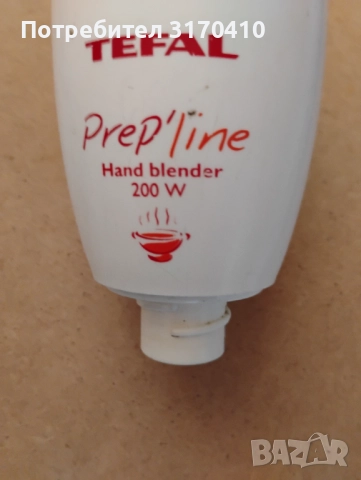 Потребител 3170410
TEFAL
Prep'line
Hand blender
200 W
BAZAR